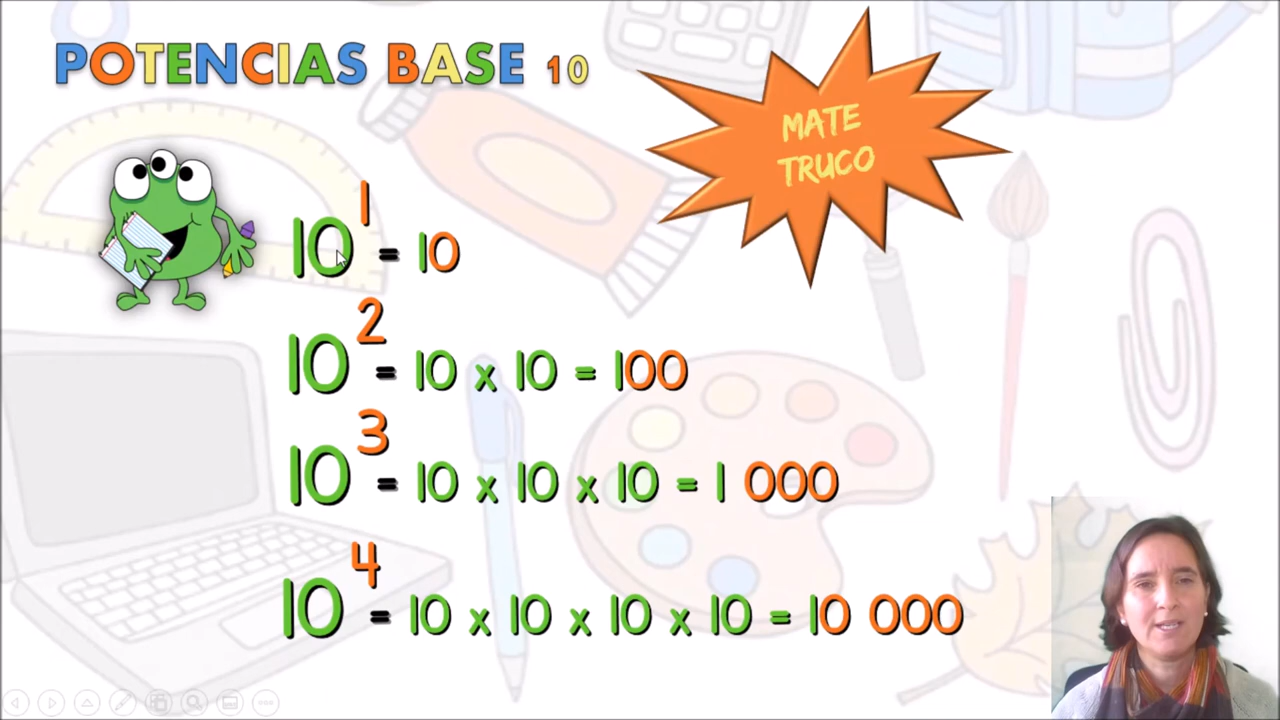 POTENCIAS BASE 10
MATE
TRUCO
10¹ = 10
10² = 10 x 10 = 100
10³ = 10 x 10 x 10 = 1 000
10⁴ = 10 x 10 x 10 x 10 = 10 000